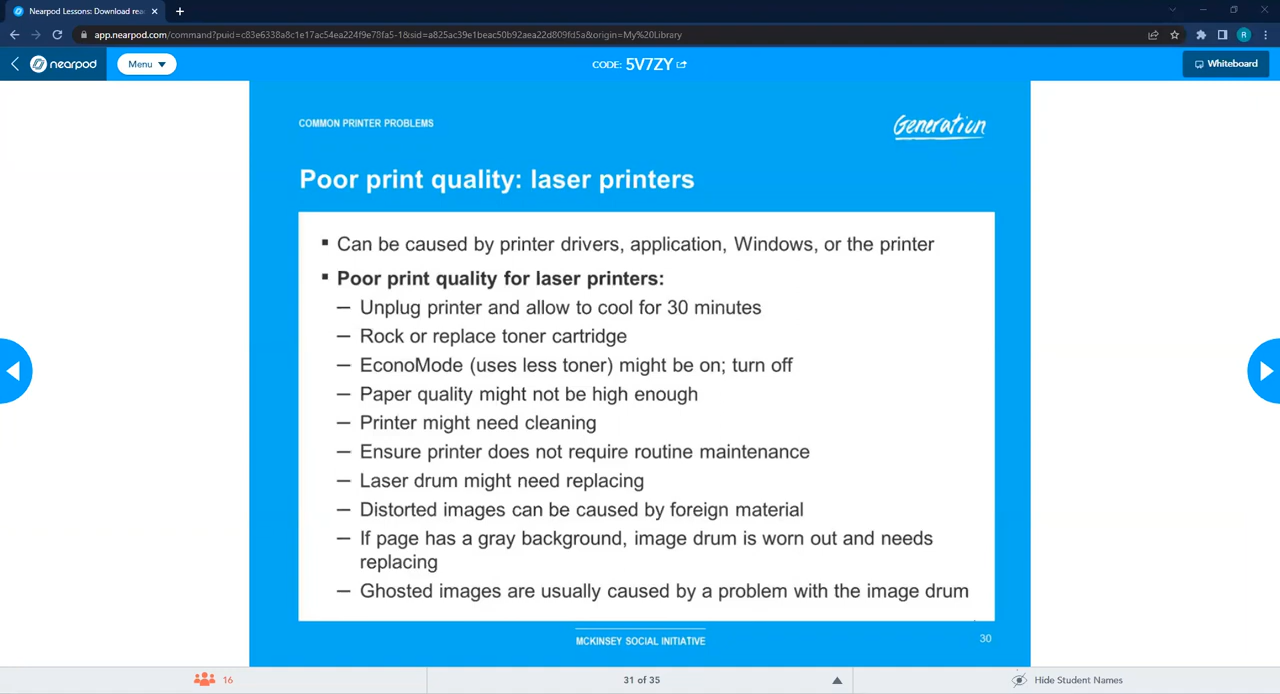 Nearpod Lessons: Download rea
app.nearpod.com/command?puid=c83e6338a8c1e17ac54ea224f9e78fa5-1&sid=a825ac39e1beac50b92aea22d809fd5a&origin=My%20Library
R
nearpod
Menu
CODE: 5V7ZY
Whiteboard
COMMON PRINTER PROBLEMS
Generation
Poor print quality: laser printers
▪ Can be caused by printer drivers, application, Windows, or the printer
▪ Poor print quality for laser printers:
— Unplug printer and allow to cool for 30 minutes
— Rock or replace toner cartridge
— EconoMode (uses less toner) might be on; turn off
— Paper quality might not be high enough
— Printer might need cleaning
— Ensure printer does not require routine maintenance
— Laser drum might need replacing
— Distorted images can be caused by foreign material
— If page has a gray background, image drum is worn out and needs
replacing
— Ghosted images are usually caused by a problem with the image drum
MCKINSEY SOCIAL INITIATIVE
30
16
31 of 35
Hide Student Names